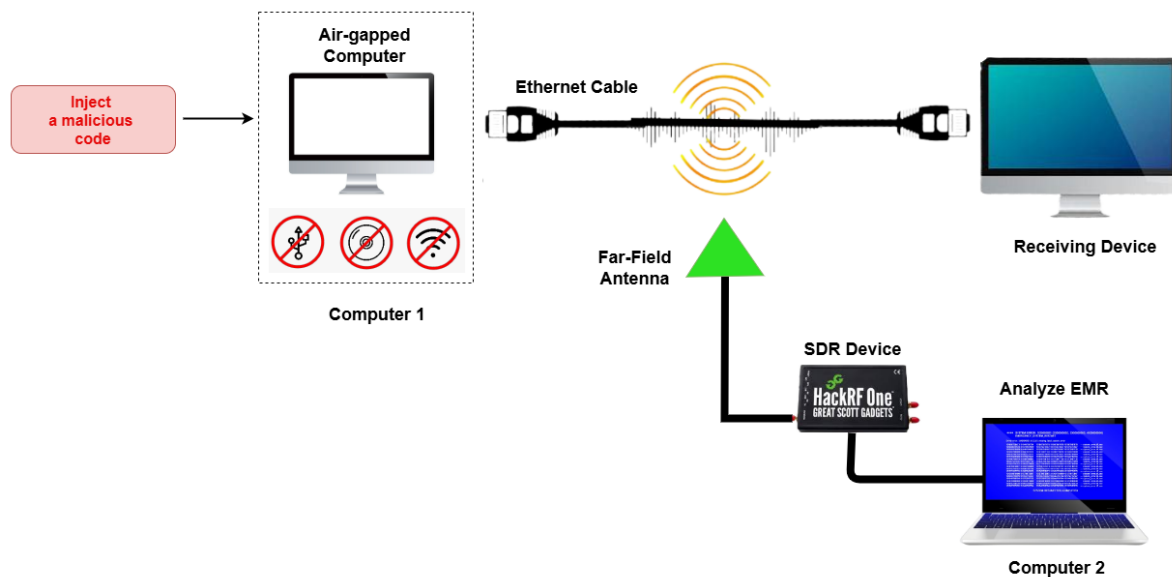 Air-gapped
Computer
Inject
a malicious
code
Ethernet Cable
Receiving Device
Far-Field
Antenna
Computer 1
SDR Device
HackRF One
GREAT SCOTT GADGETS
Analyze EMR
Computer 2